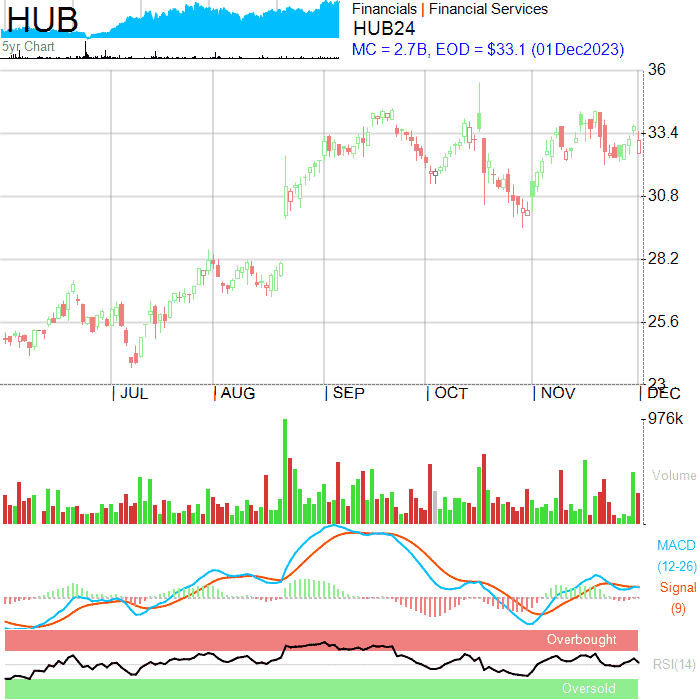 HUB
5yr Chart
Financials | Financial Services
HUB24
MC = 2.7B, EOD = $33.1 (01Dec2023)
36
33.4
30.8
28.2
25.6
23
JUL
AUG
SEP
OCT
NOV
DEC
976k
Volume
MACD
(12-26)
Signal
(9)
Overbought
RSI(14)
Oversold